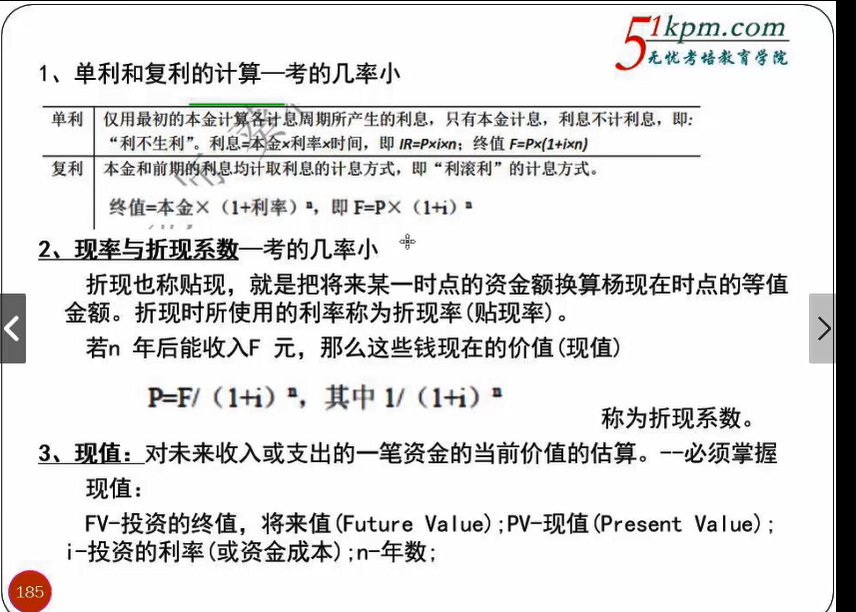 51kpm.com
无忧考培教育学院
1、单利和复利的计算—考的几率小
单利 仅用最初的本金计算各计息周期所产生的利息，只有本金计息，利息不计利息，即:
“利不生利”。利息=本金×利率×时间，即 IR=P×i×n；终值 F=P×(1+i×n)
复利 本金和前期的利息均计取利息的计息方式，即“利滚利”的计息方式。
终值=本金×（1+利率）ⁿ，即 F=P×（1+i）ⁿ
2、现率与折现系数—考的几率小
折现也称贴现，就是把将来某一时点的资金额换算杨现在时点的等值
金额。折现时所使用的利率称为折现率(贴现率)。
若n 年后能收入F 元，那么这些钱现在的价值(现值)
P=F/（1+i）ⁿ，其中 1/（1+i）ⁿ
称为折现系数。
3、现值：对未来收入或支出的一笔资金的当前价值的估算。--必须掌握
现值：
FV-投资的终值，将来值(Future Value);PV-现值(Present Value);
i-投资的利率(或资金成本);n-年数;
185